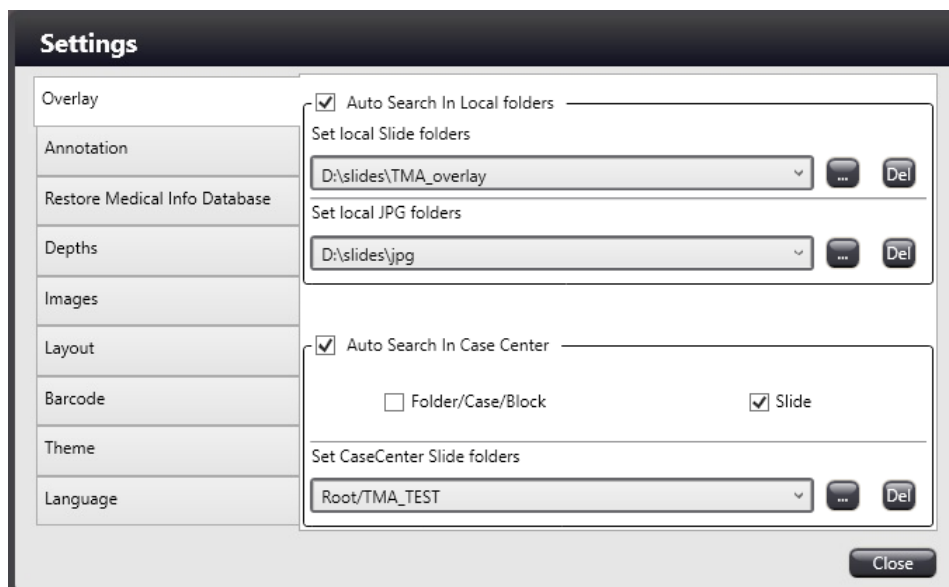 Settings
Overlay
Annotation
Restore Medical Info Database
Depths
Images
Layout
Barcode
Theme
Language
Auto Search In Local folders
Set local Slide folders
D:\slides\TMA_overlay
...
Del
Set local JPG folders
D:\slides\jpg
...
Del
Auto Search In Case Center
Folder/Case/Block
Slide
Set CaseCenter Slide folders
Root/TMA_TEST
...
Del
Close